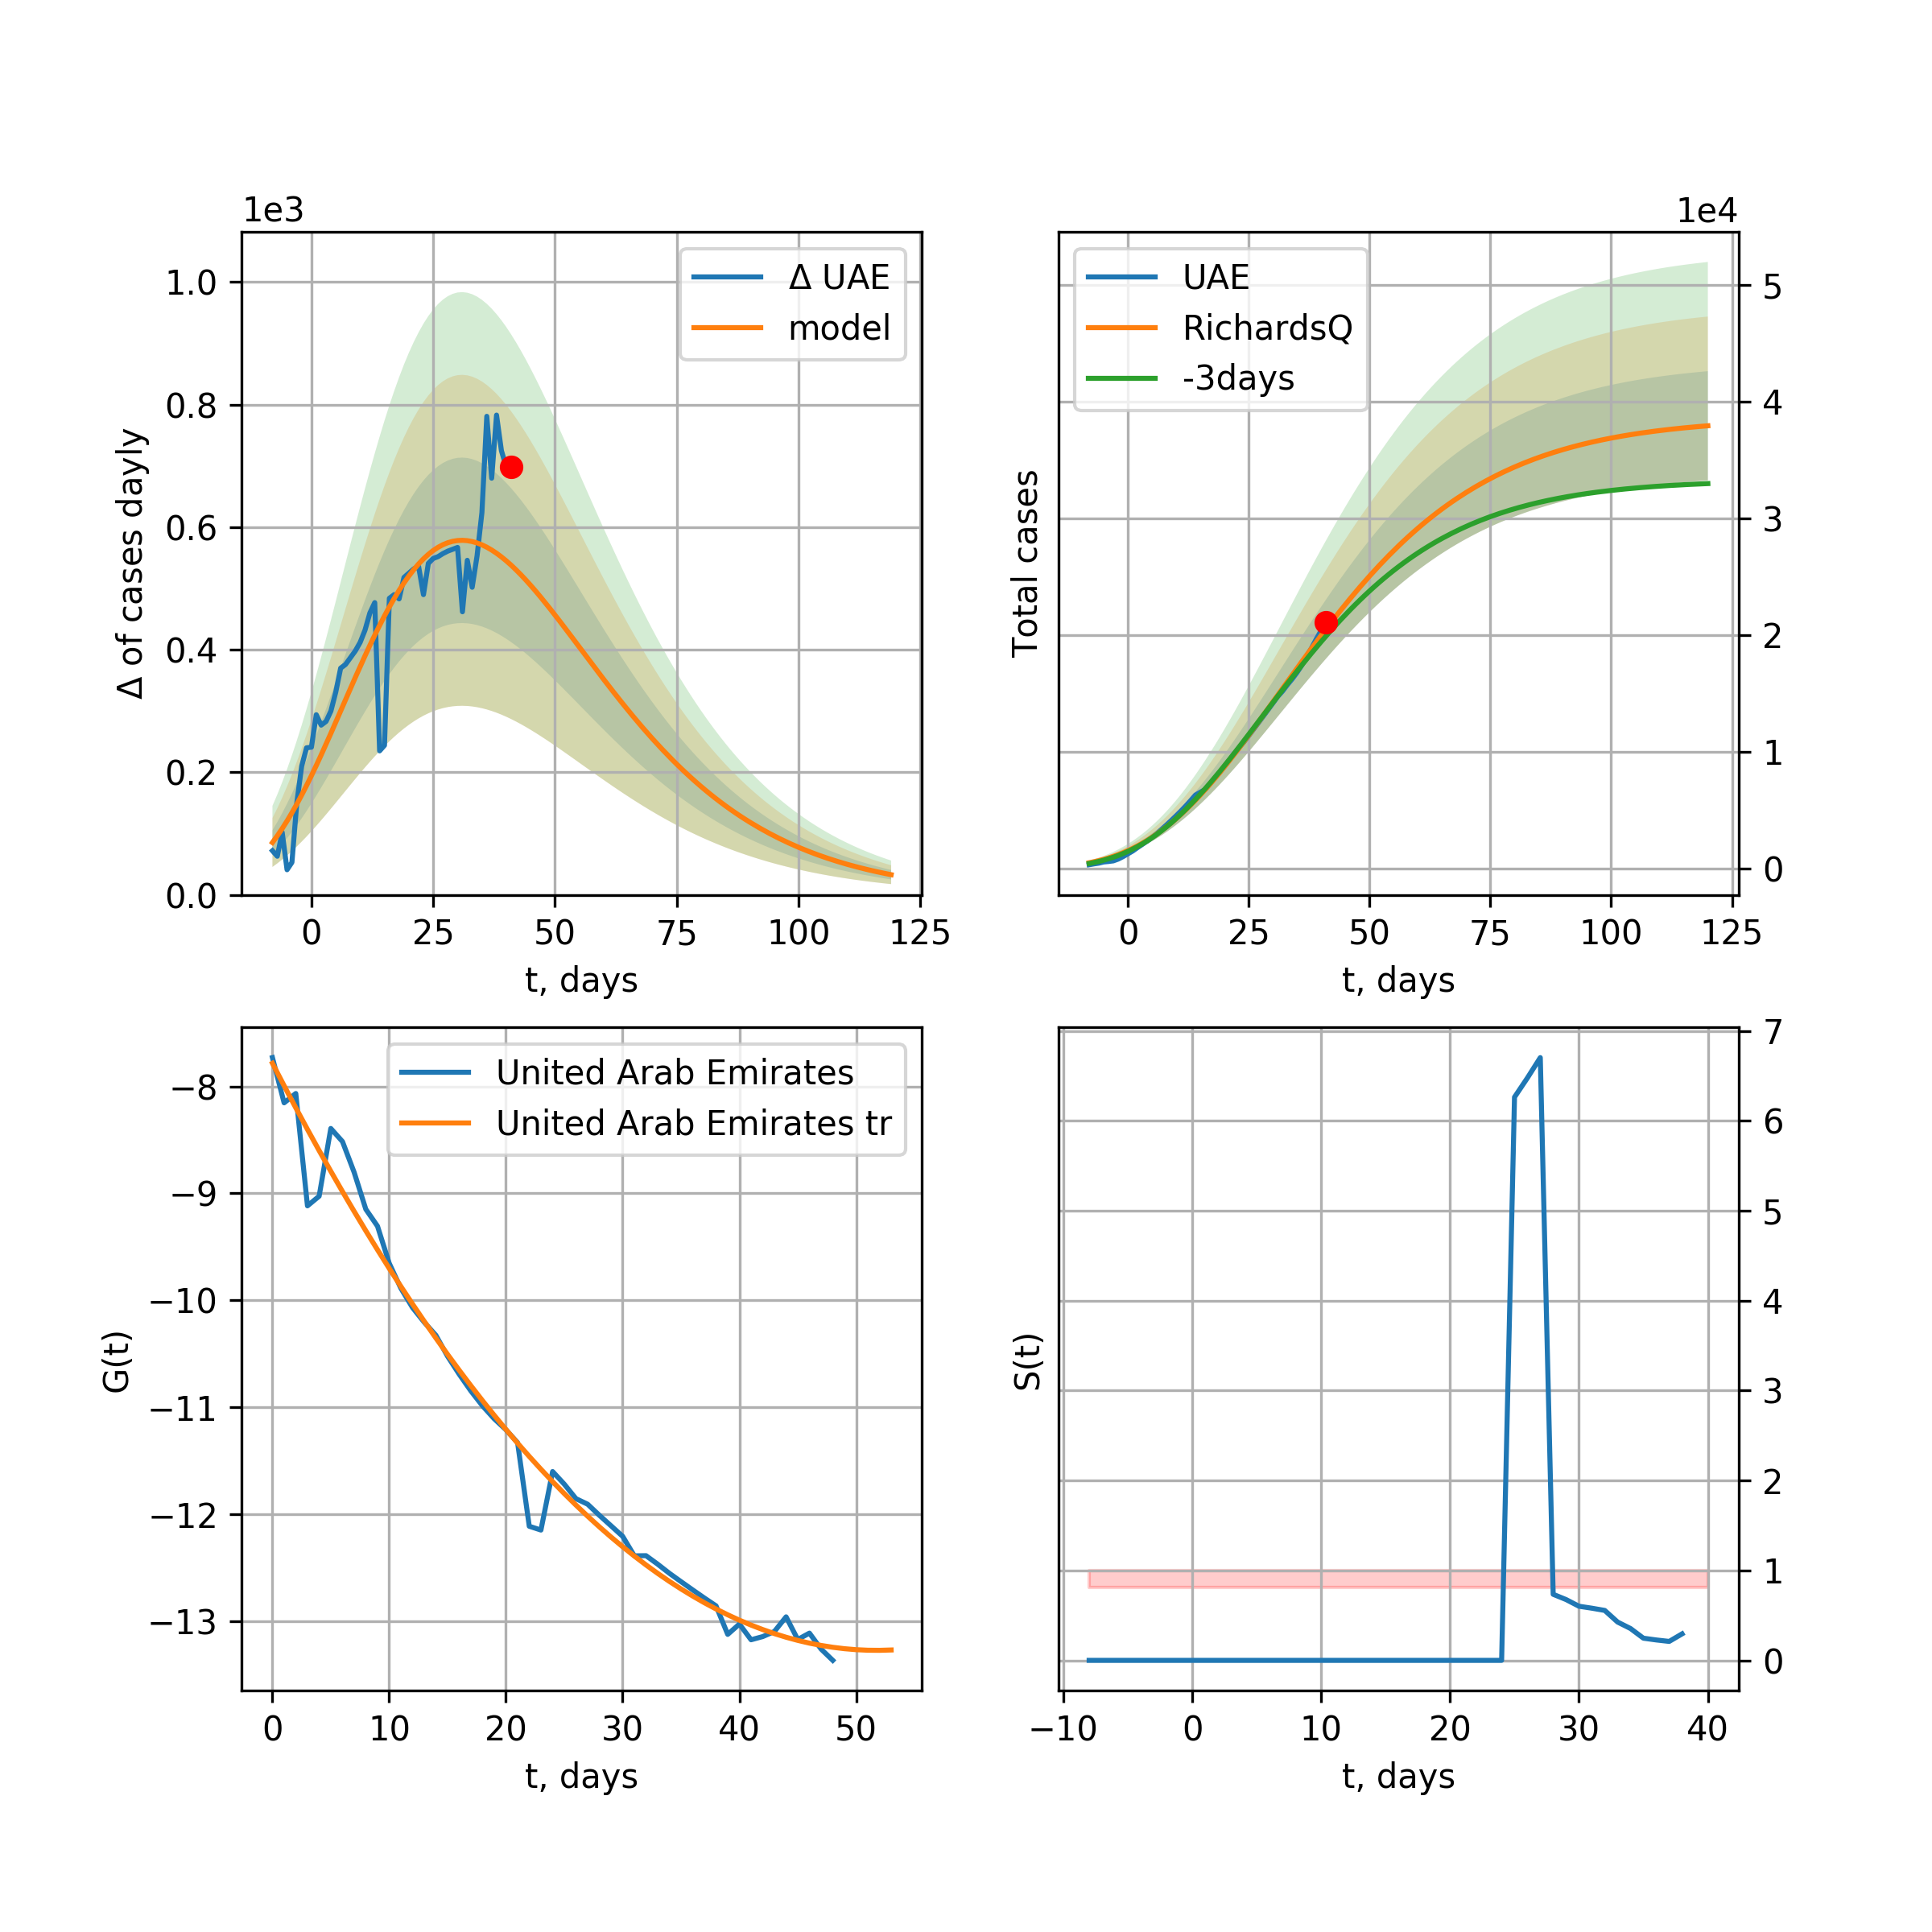 1e3
Δ of cases dayly
1.0
0.8
0.6
0.4
0.2
0.0
Δ UAE
model
0 25 50 75 100 125
t, days
1e4
Total cases
UAE
RichardsQ
-3days
5
4
3
2
1
0
0 25 50 75 100 125
t, days
G(t)
−8
−9
−10
−11
−12
−13
United Arab Emirates
United Arab Emirates tr
0 10 20 30 40 50
t, days
S(t)
7
6
5
4
3
2
1
0
−10 0 10 20 30 40
t, days